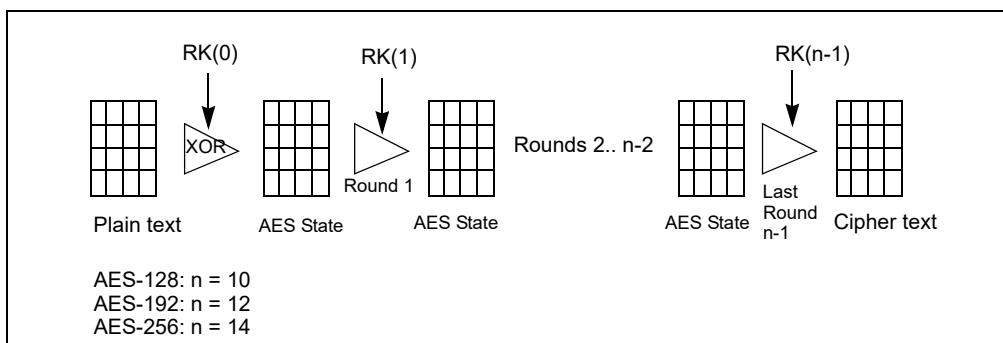 RK(0)
RK(1)
RK(n-1)
XOR
Rounds 2.. n-2
Round 1
Last
Round
n-1
Plain text
AES State
AES State
AES State
Cipher text
AES-128: n = 10
AES-192: n = 12
AES-256: n = 14